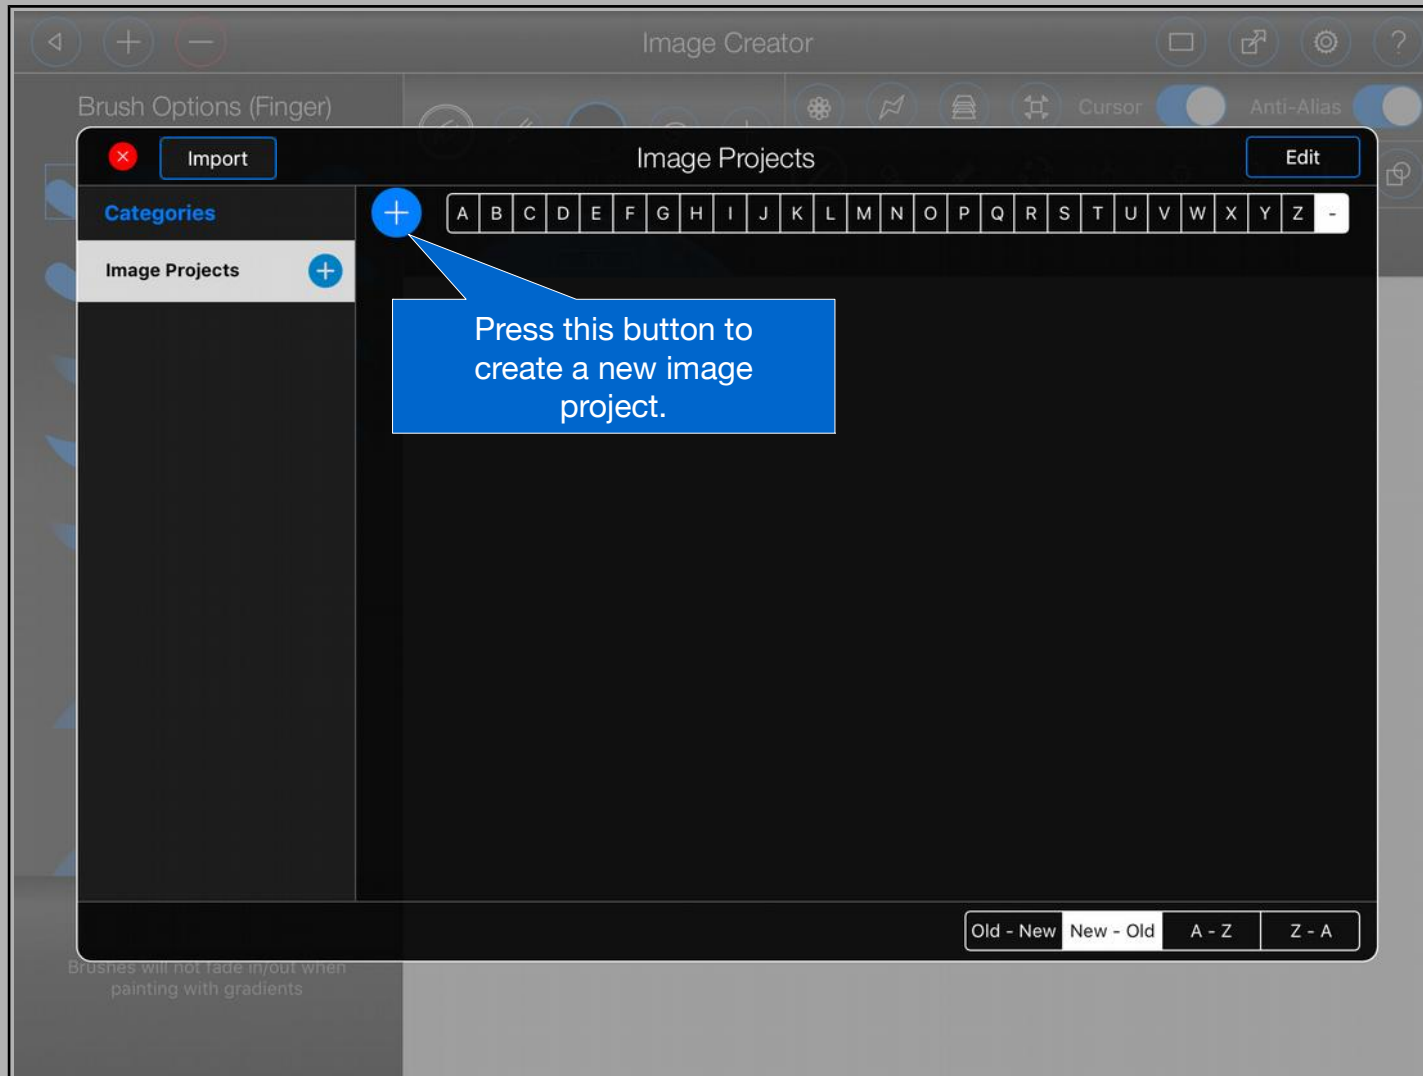 Image Creator
?
Brush Options (Finger)
Cursor
Anti-Alias
Import
Image Projects
Edit
Categories
A B C D E F G H I J K L M N O P Q R S T U V W X Y Z -
Image Projects
Press this button to
create a new image
project.
Old - New New - Old A - Z Z - A
Brushes will not fade in/out when
painting with gradients